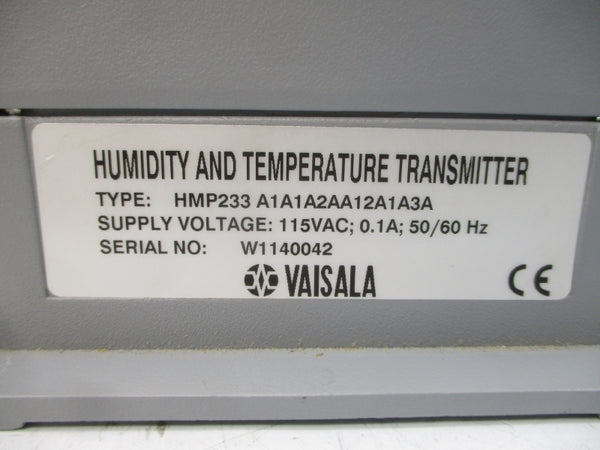 HUMIDITY AND TEMPERATURE TRANSMITTER
TYPE: HMP233 A1A1A2AA12A1A3A
SUPPLY VOLTAGE: 115VAC; 0.1A; 50/60 Hz
SERIAL NO: W1140042
VAISALA CE